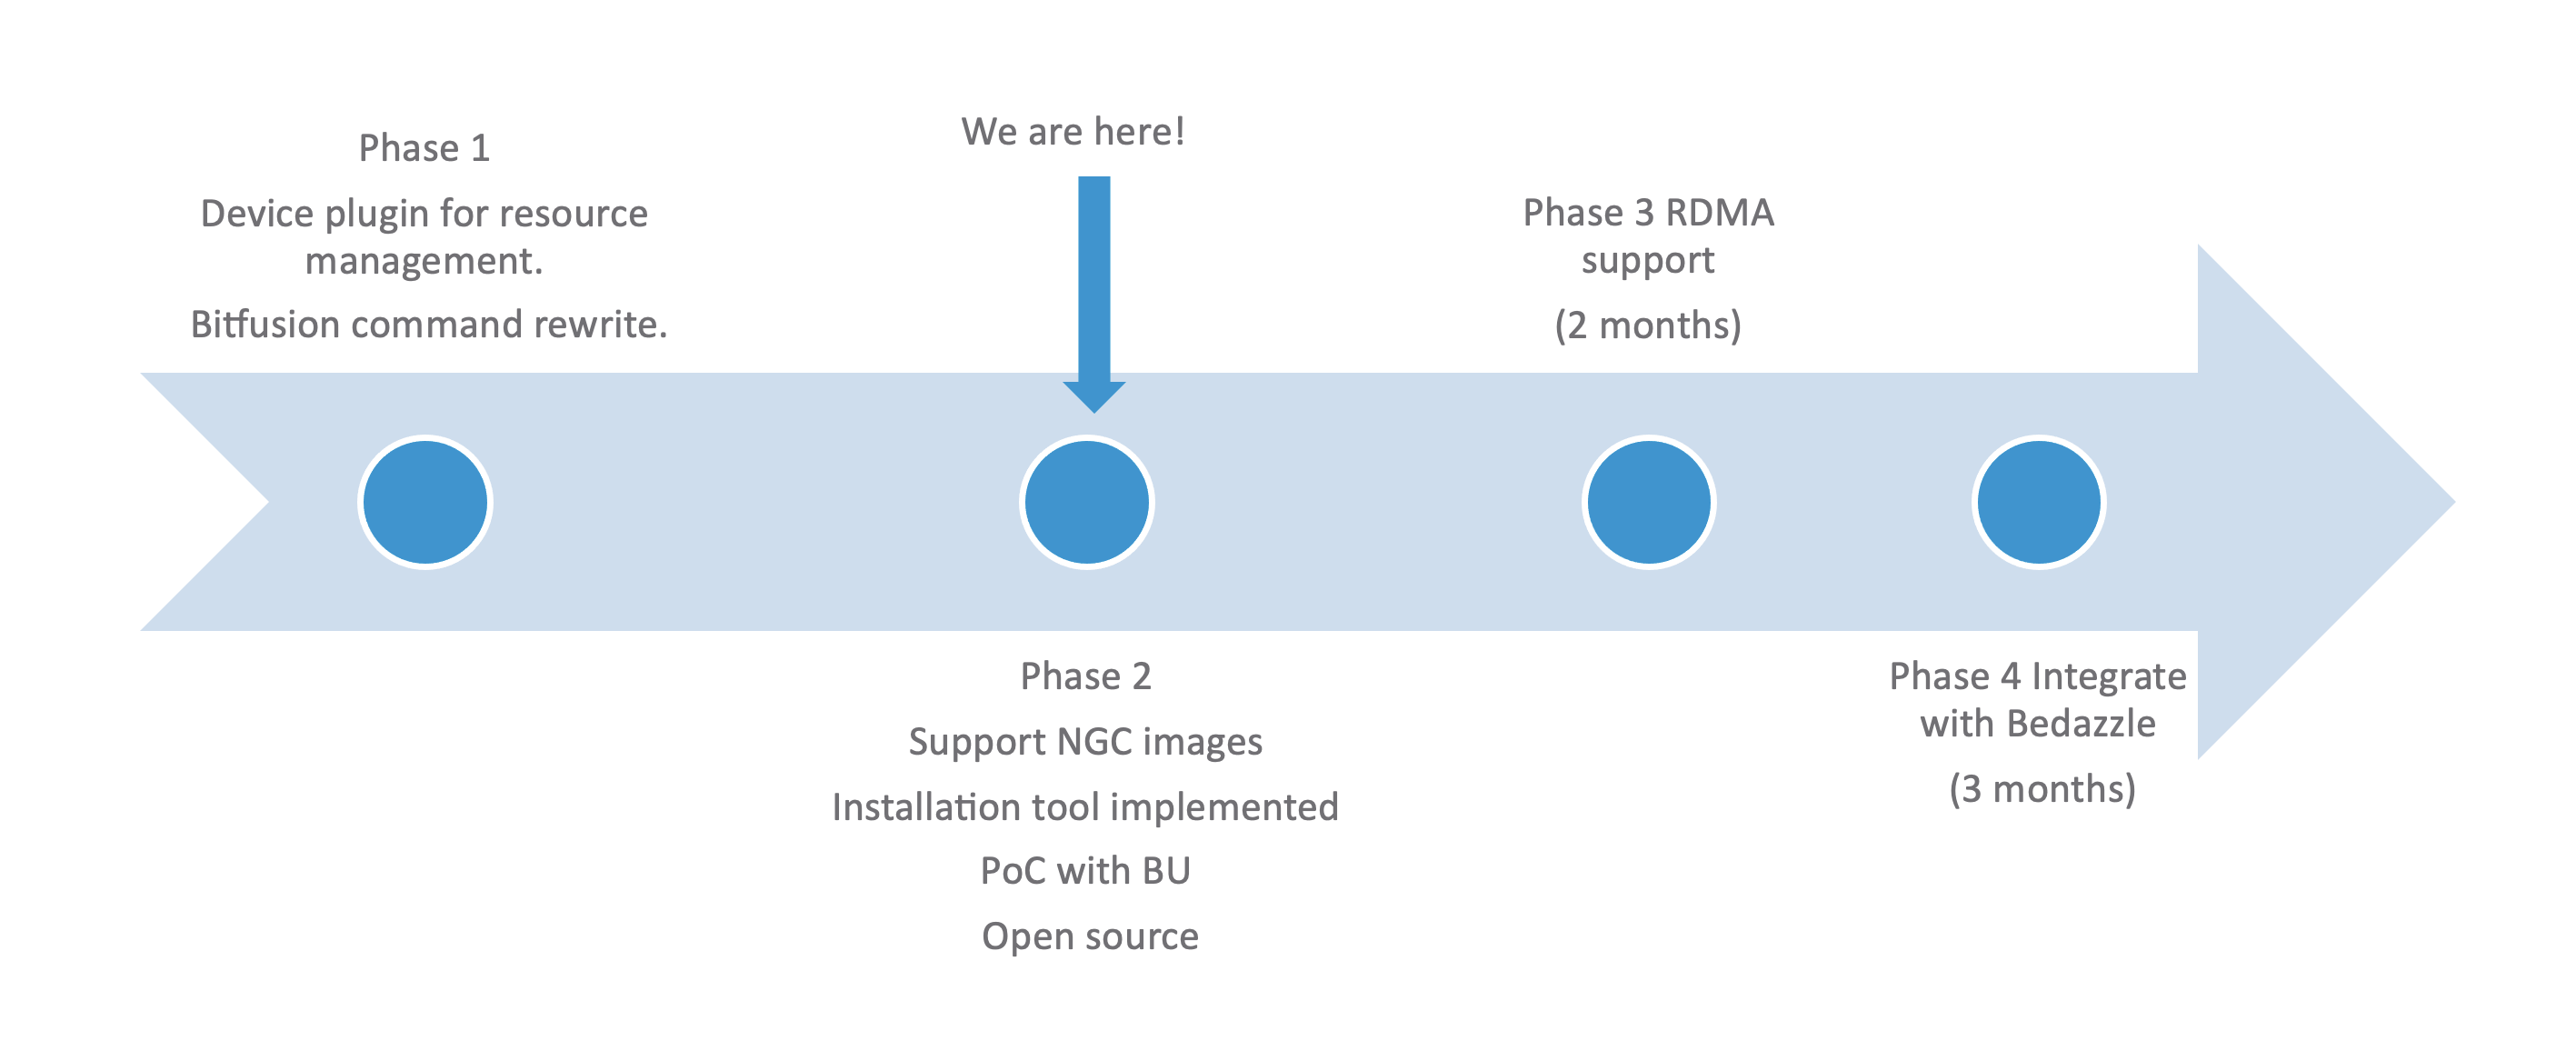 Phase 1
Device plugin for resource
management.
Bitfusion command rewrite.
We are here!
Phase 3 RDMA
support
(2 months)
Phase 2
Support NGC images
Installation tool implemented
PoC with BU
Open source
Phase 4 Integrate
with Bedazzle
(3 months)